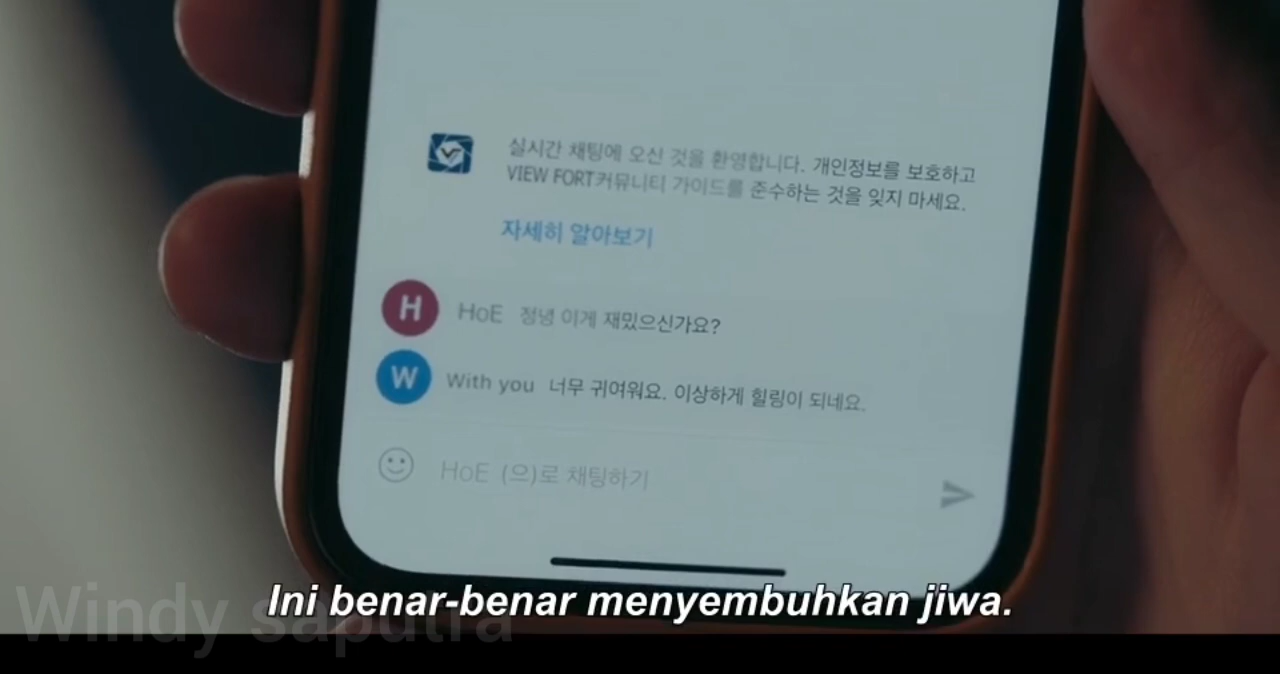 실시간 채팅에 오신 것을 환영합니다. 개인정보를 보호하고
VIEW FORT커뮤니티 가이드를 준수하는 것을 잊지 마세요.
자세히 알아보기
H HoE 정녕 이게 재밌으신가요?
W With you 너무 귀여워요. 이상하게 힐링이 되네요.
HoE (으)로 채팅하기
Ini benar-benar menyembuhkan jiwa.
Windy saputra